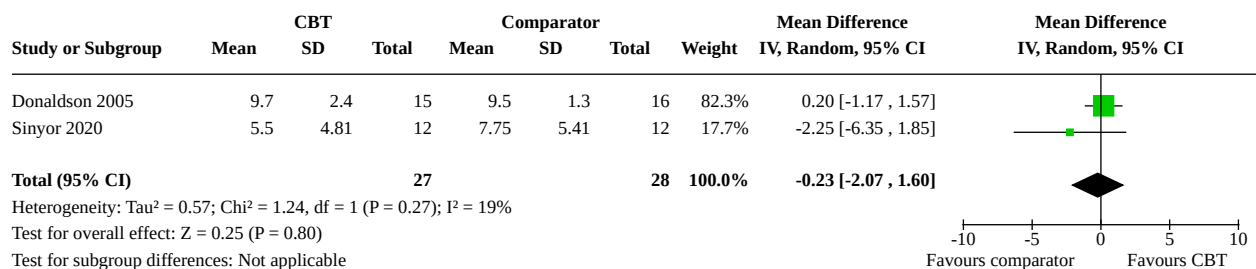 CBT Comparator Mean Difference Mean Difference
Study or Subgroup Mean SD Total Mean SD Total Weight IV, Random, 95% CI IV, Random, 95% CI
Donaldson 2005 9.7 2.4 15 9.5 1.3 16 82.3% 0.20 [-1.17 , 1.57]
Sinyor 2020 5.5 4.81 12 7.75 5.41 12 17.7% -2.25 [-6.35 , 1.85]
Total (95% CI) 27 28 100.0% -0.23 [-2.07 , 1.60]
Heterogeneity: Tau² = 0.57; Chi² = 1.24, df = 1 (P = 0.27); I² = 19%
Test for overall effect: Z = 0.25 (P = 0.80)
-10 -5 0 5 10
Test for subgroup differences: Not applicable Favours comparator Favours CBT